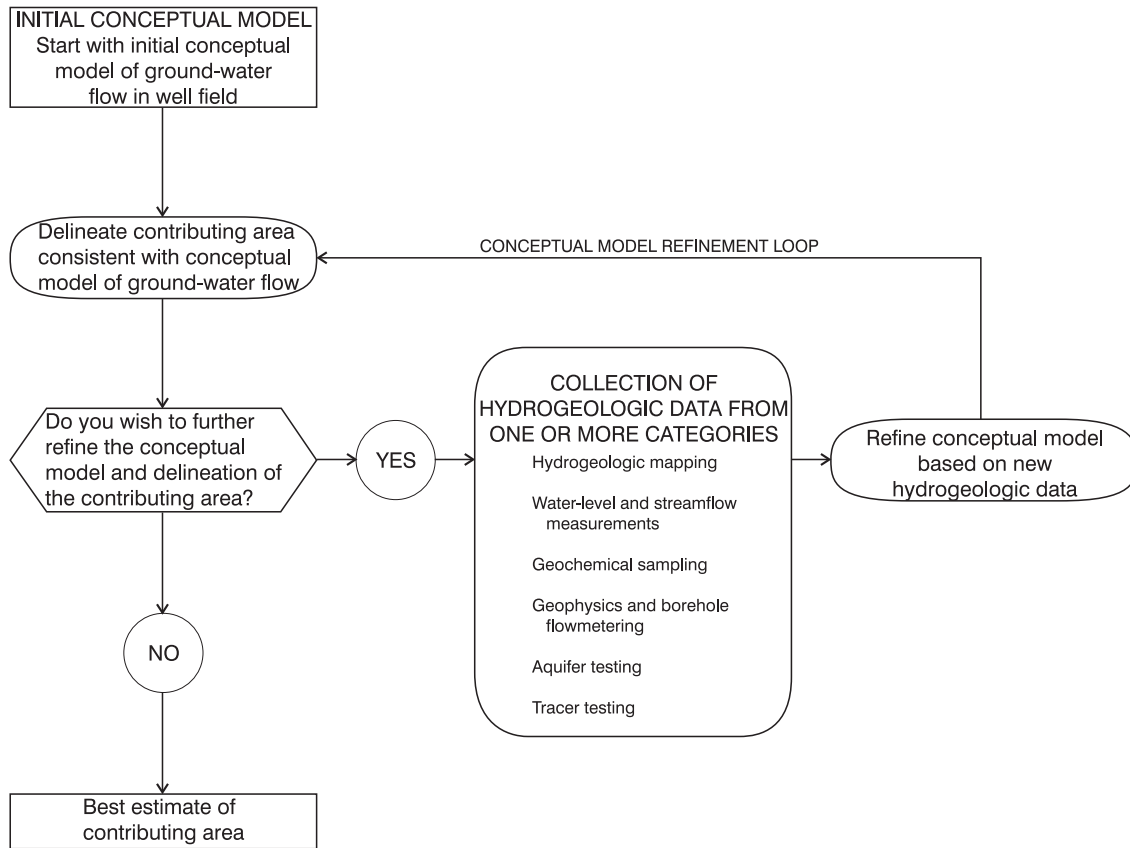 INITIAL CONCEPTUAL MODEL
Start with initial conceptual
model of ground-water
flow in well field
Delineate contributing area
consistent with conceptual
model of ground-water flow
CONCEPTUAL MODEL REFINEMENT LOOP
Do you wish to further
refine the conceptual
model and delineation of
the contributing area?
YES
COLLECTION OF
HYDROGEOLOGIC DATA FROM
ONE OR MORE CATEGORIES
Hydrogeologic mapping
Water-level and streamflow
measurements
Geochemical sampling
Geophysics and borehole
flowmetering
Aquifer testing
Tracer testing
Refine conceptual model
based on new
hydrogeologic data
NO
Best estimate of
contributing area